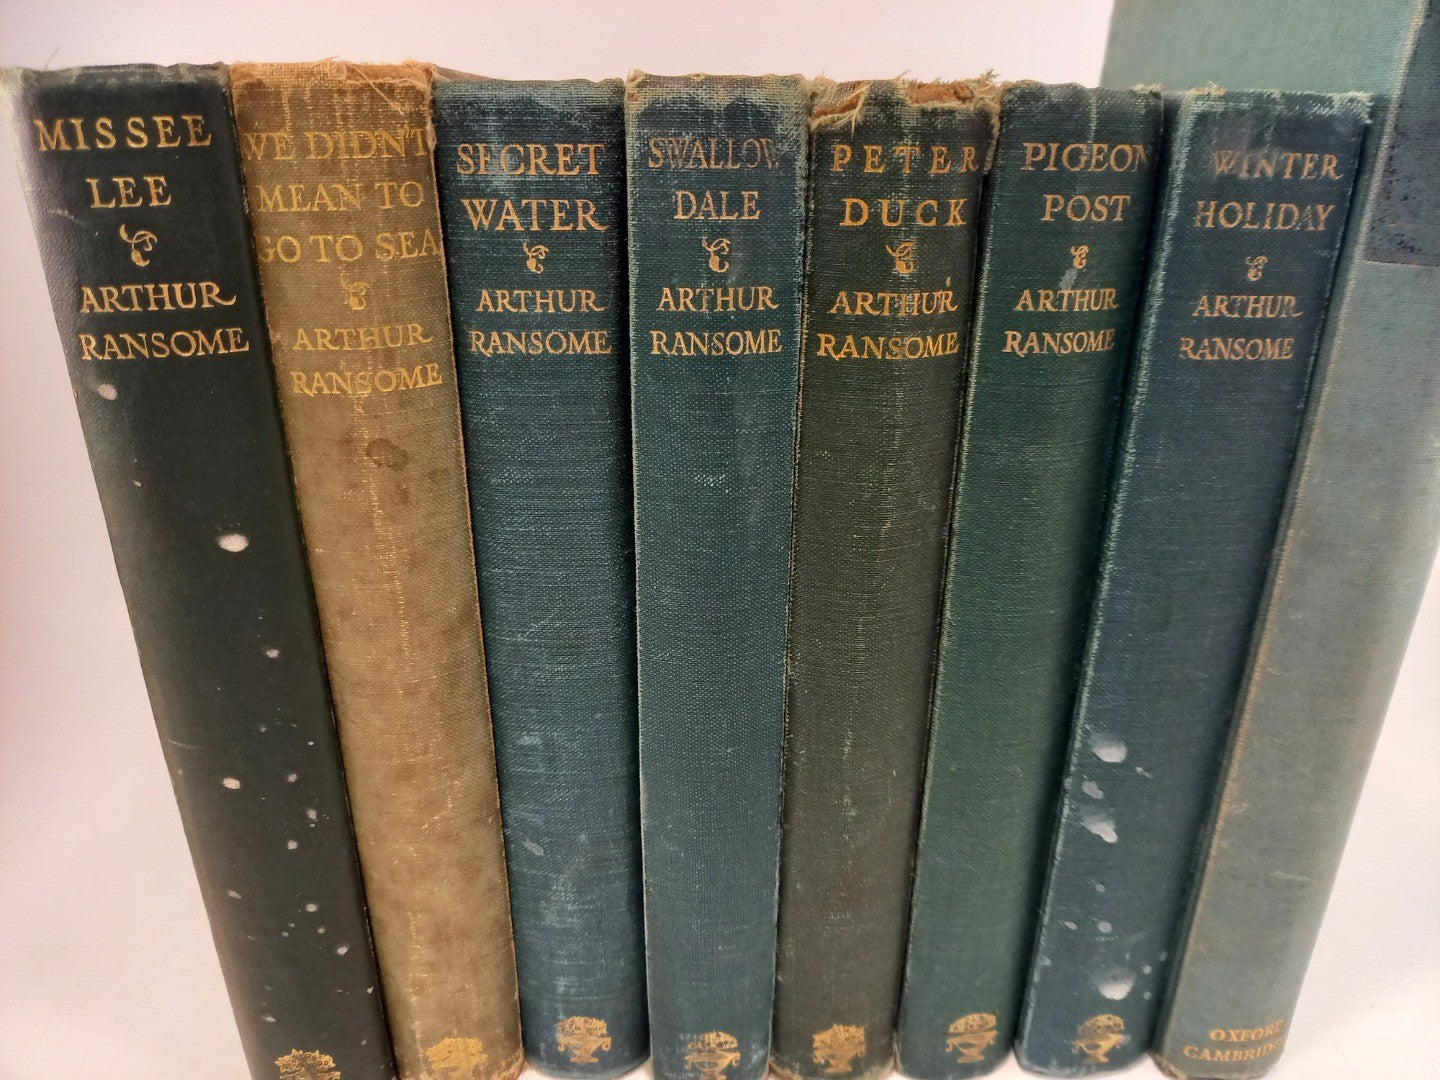 MISSEE
LEE
ARTHUR
RANSOME
WE DIDN'T
MEAN TO
GO TO SEA
ARTHUR
RANSOME
SECRET
WATER
ARTHUR
RANSOME
SWALLOW
DALE
ARTHUR
RANSOME
PETER
DUCK
ARTHUR
RANSOME
PIGEON
POST
ARTHUR
RANSOME
WINTER
HOLIDAY
ARTHUR
RANSOME
OXFORD
CAMBRIDGE